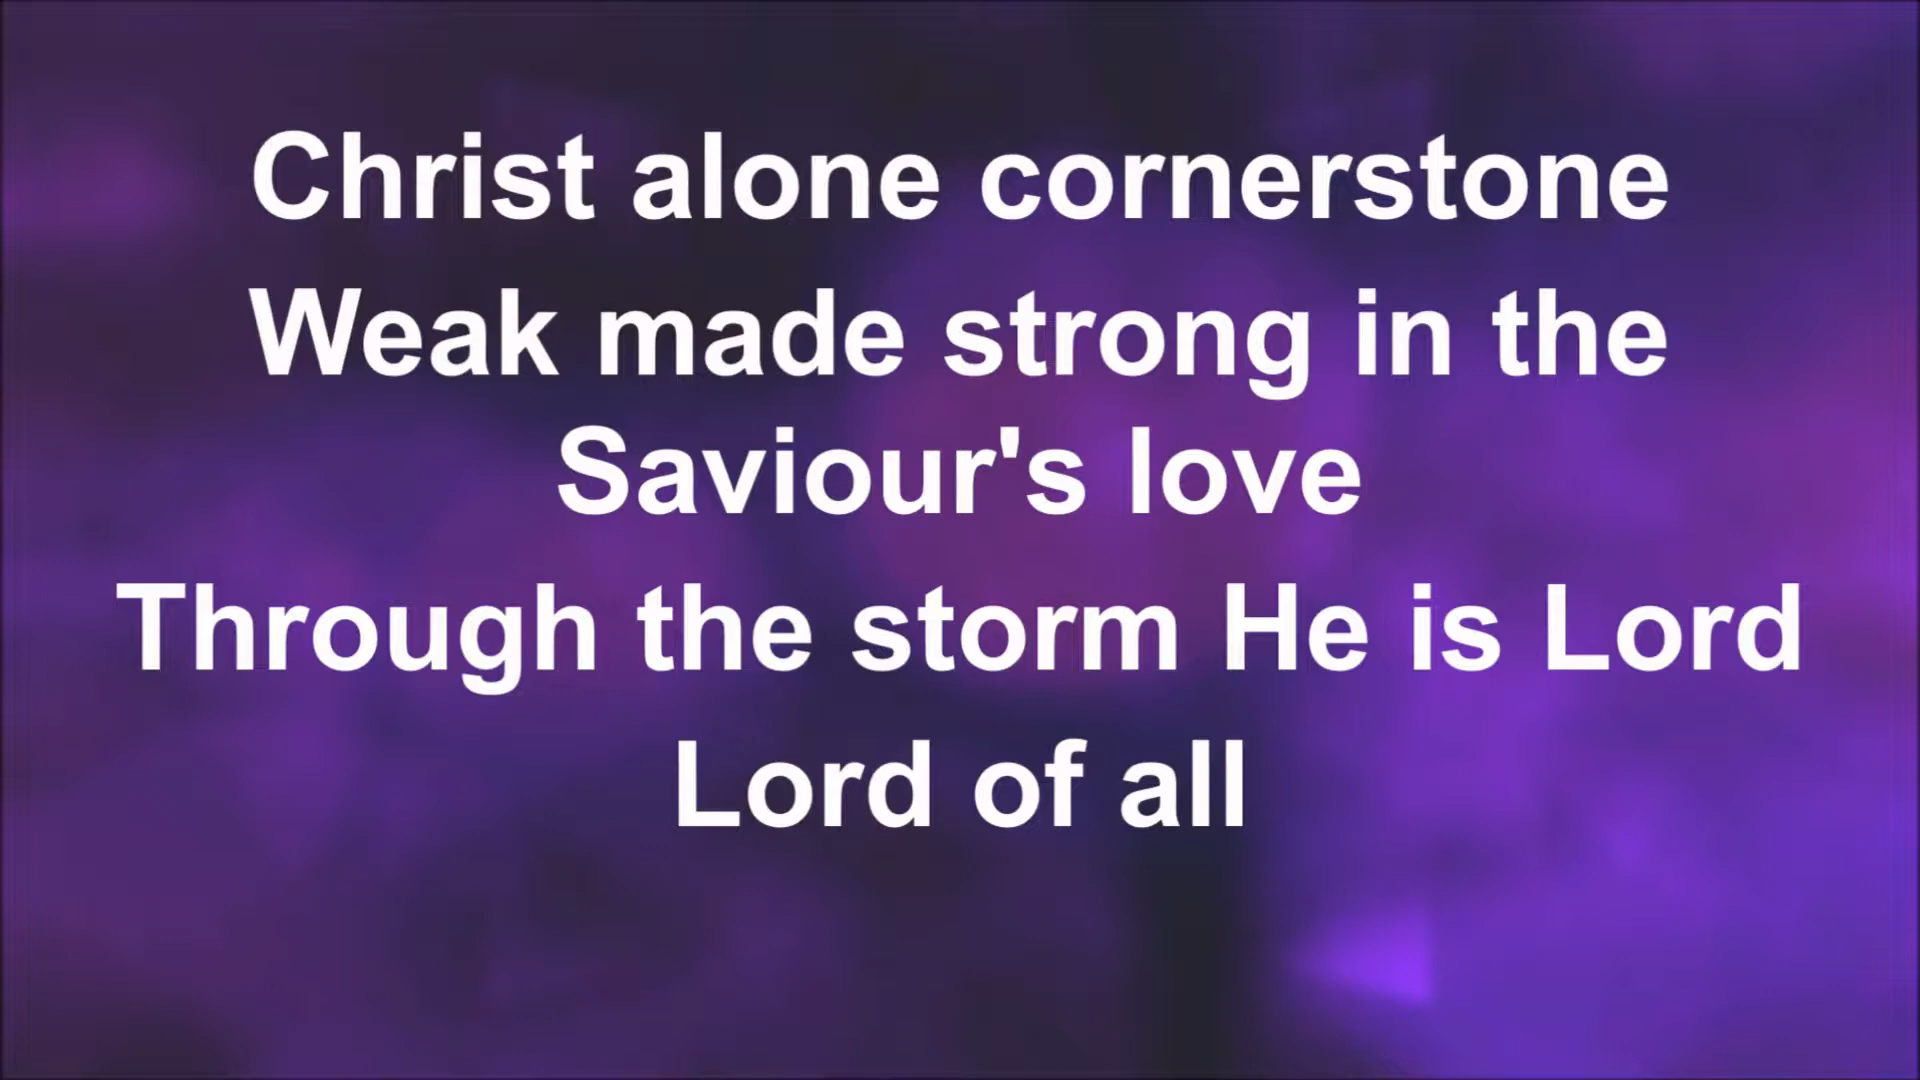 Christ alone cornerstone
Weak made strong in the
Saviour's love
Through the storm He is Lord
Lord of all